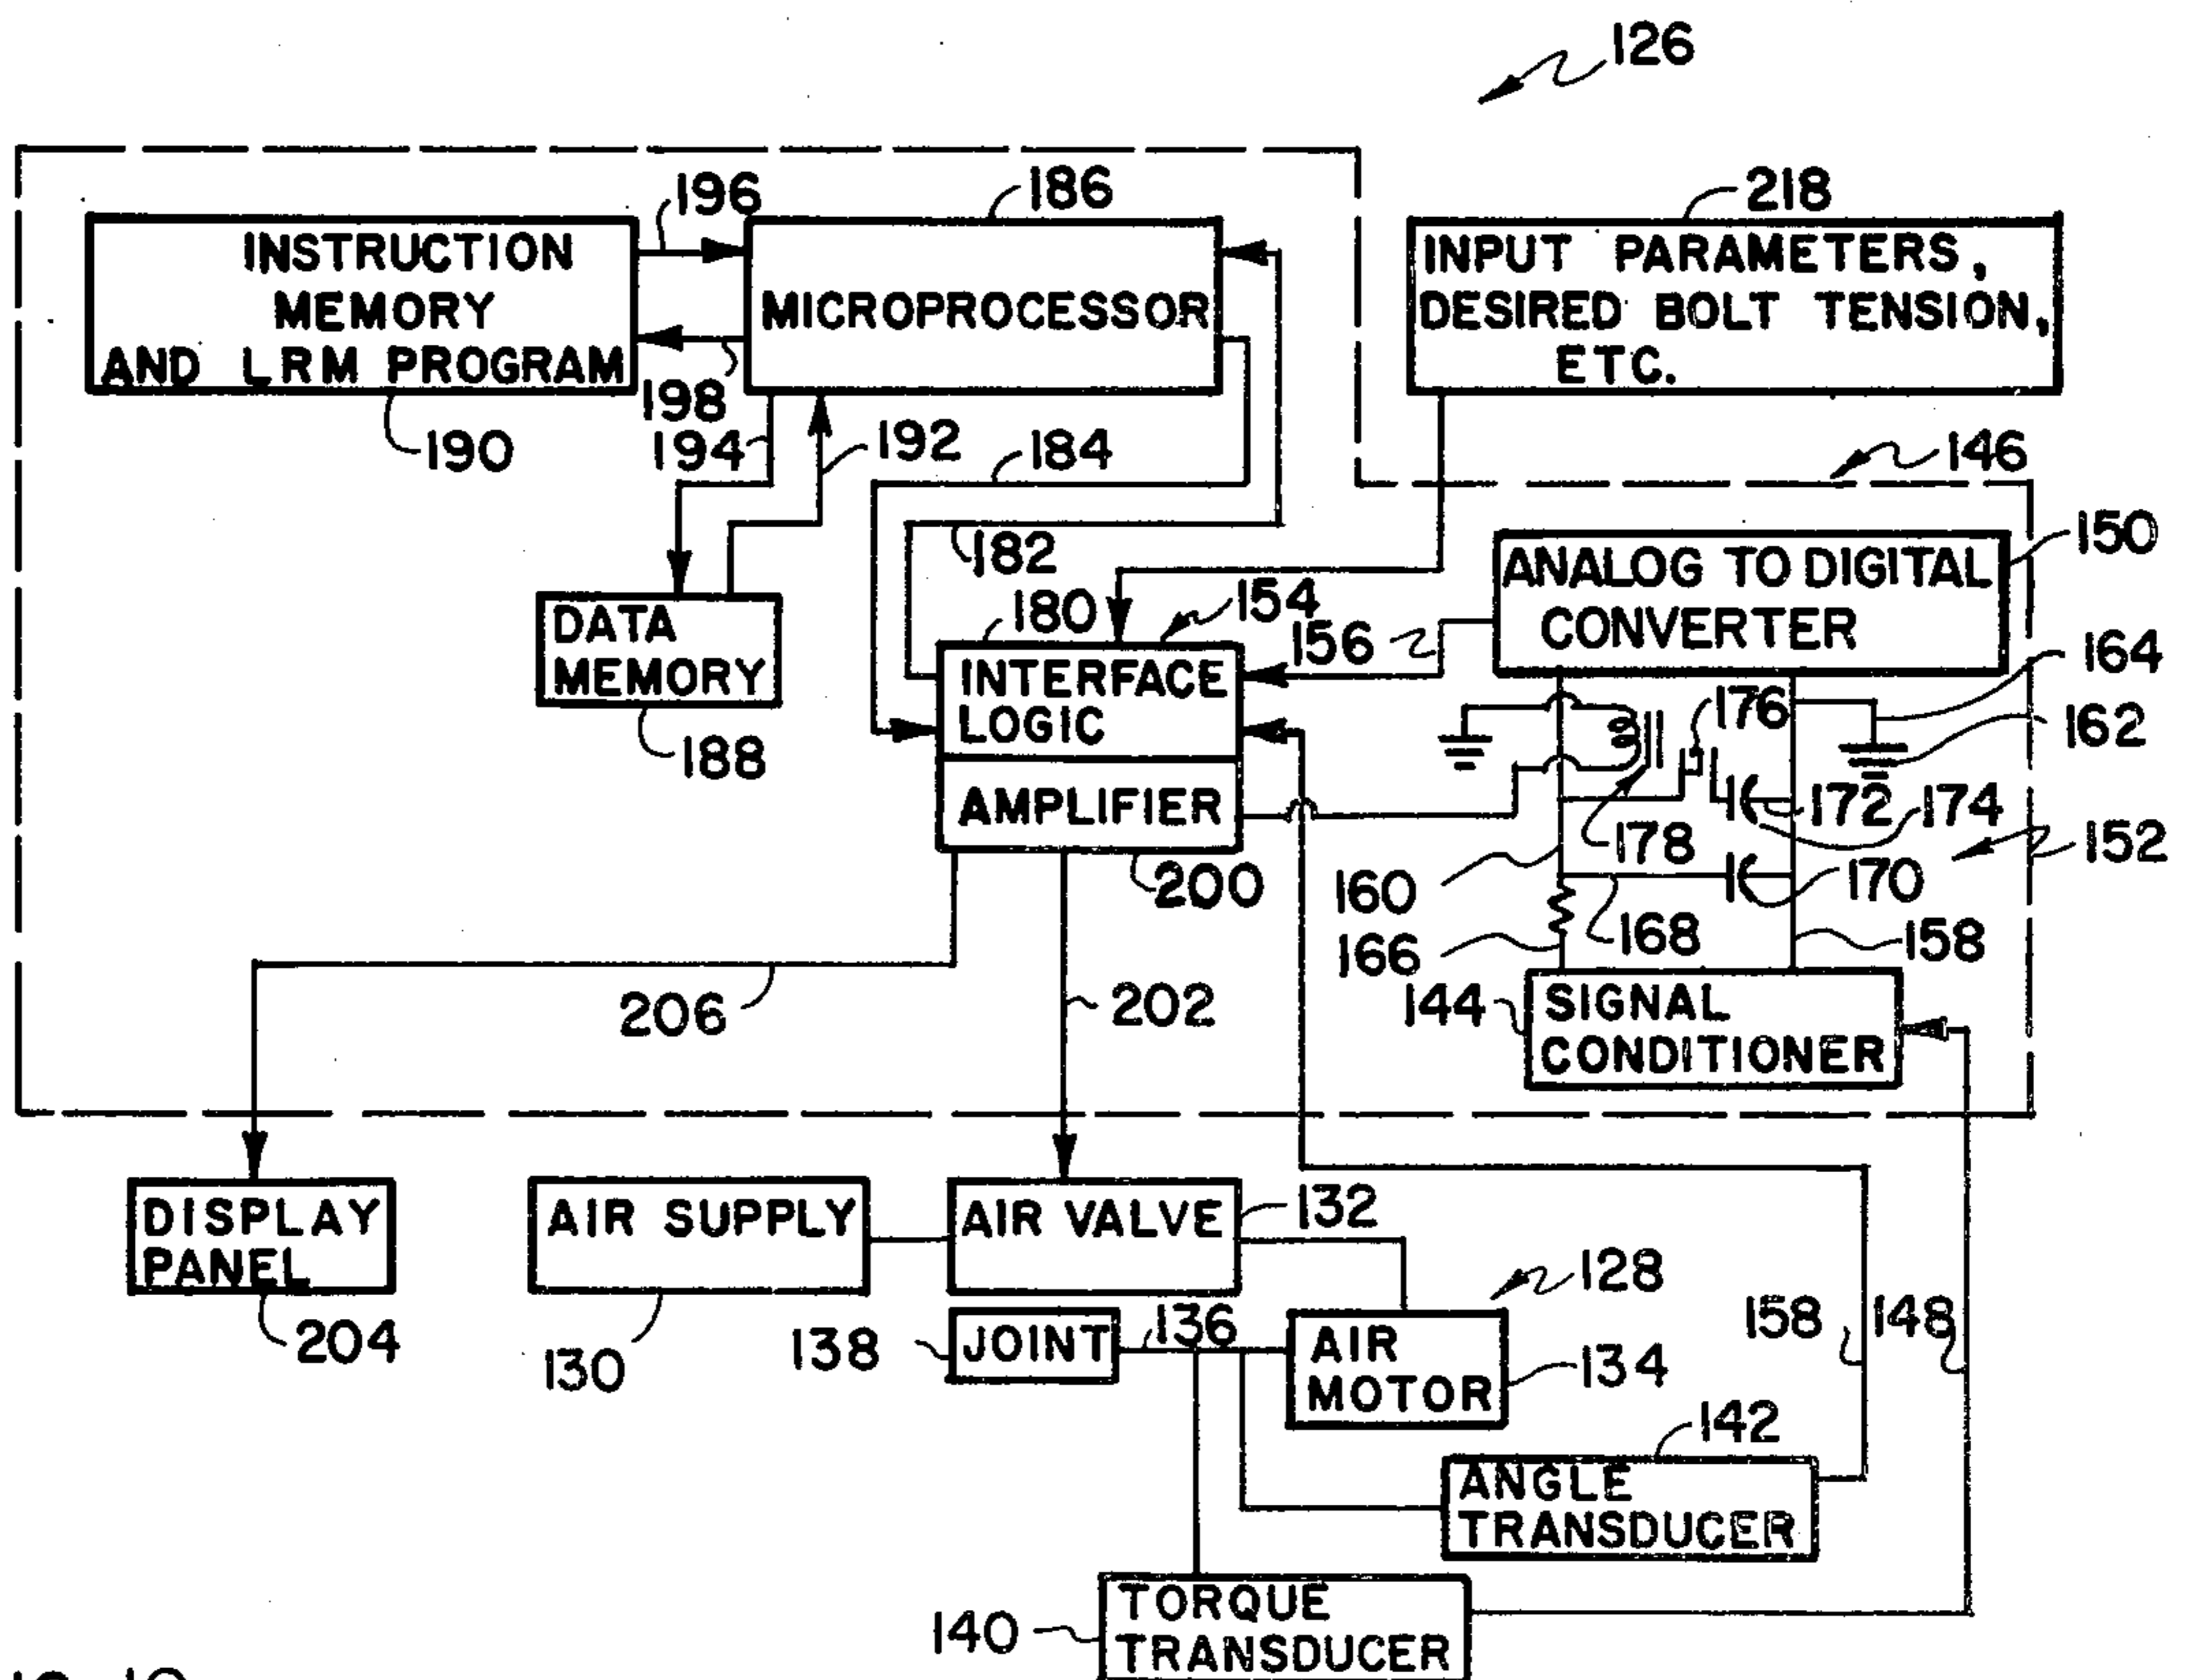 126
196
186
218
INSTRUCTION
MEMORY
AND LRM PROGRAM
MICROPROCESSOR
INPUT PARAMETERS,
DESIRED BOLT TENSION,
ETC.
198
190
194
192
184
146
182
150
ANALOG TO DIGITAL
CONVERTER
180
154
156
164
DATA
MEMORY
188
INTERFACE
LOGIC
AMPLIFIER
176
162
172
174
178
152
200
160
170
168
158
166
206
202
144
SIGNAL
CONDITIONER
DISPLAY
PANEL
204
AIR SUPPLY
130
AIR VALVE
132
128
138
JOINT
136
AIR
MOTOR
134
158
148
142
ANGLE
TRANSDUCER
140
TORQUE
TRANSDUCER